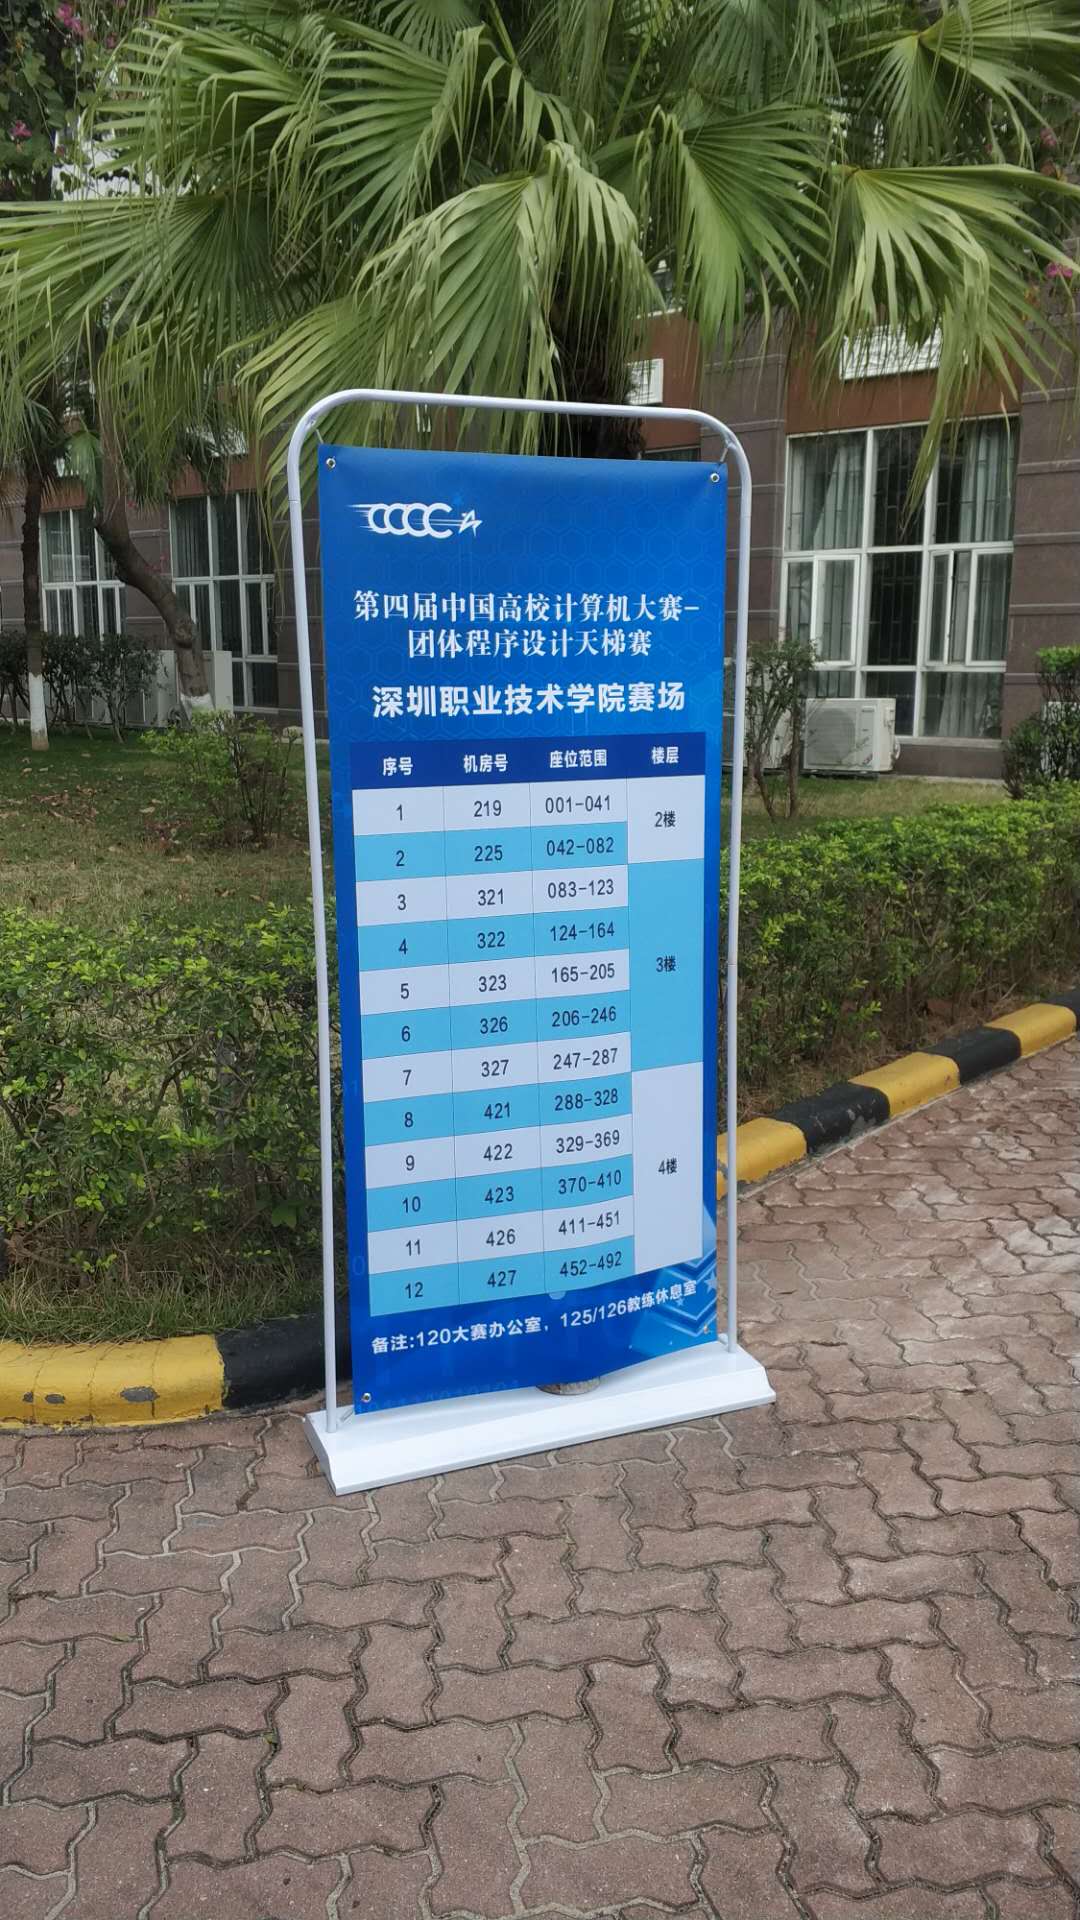 CCCC
第四届中国高校计算机大赛-
团体程序设计天梯赛
深圳职业技术学院赛场
序号 机房号 座位范围 楼层
1 219 001-041 2楼
2 225 042-082
3 321 083-123 3楼
4 322 124-164
5 323 165-205
6 326 206-246
7 327 247-287
8 421 288-328 4楼
9 422 329-369
10 423 370-410
11 426 411-451
12 427 452-492
备注:120大赛办公室，125/126教练休息室